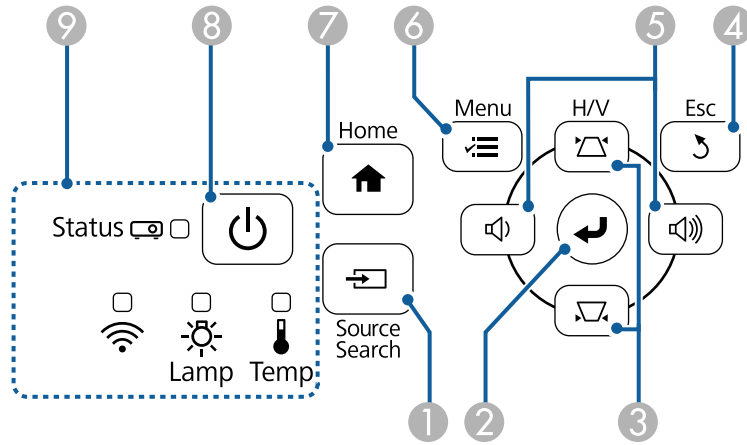 9 8 7 6 5 4
Menu H/V Esc
Home
Status
Source
Search
Lamp Temp
1 2 3